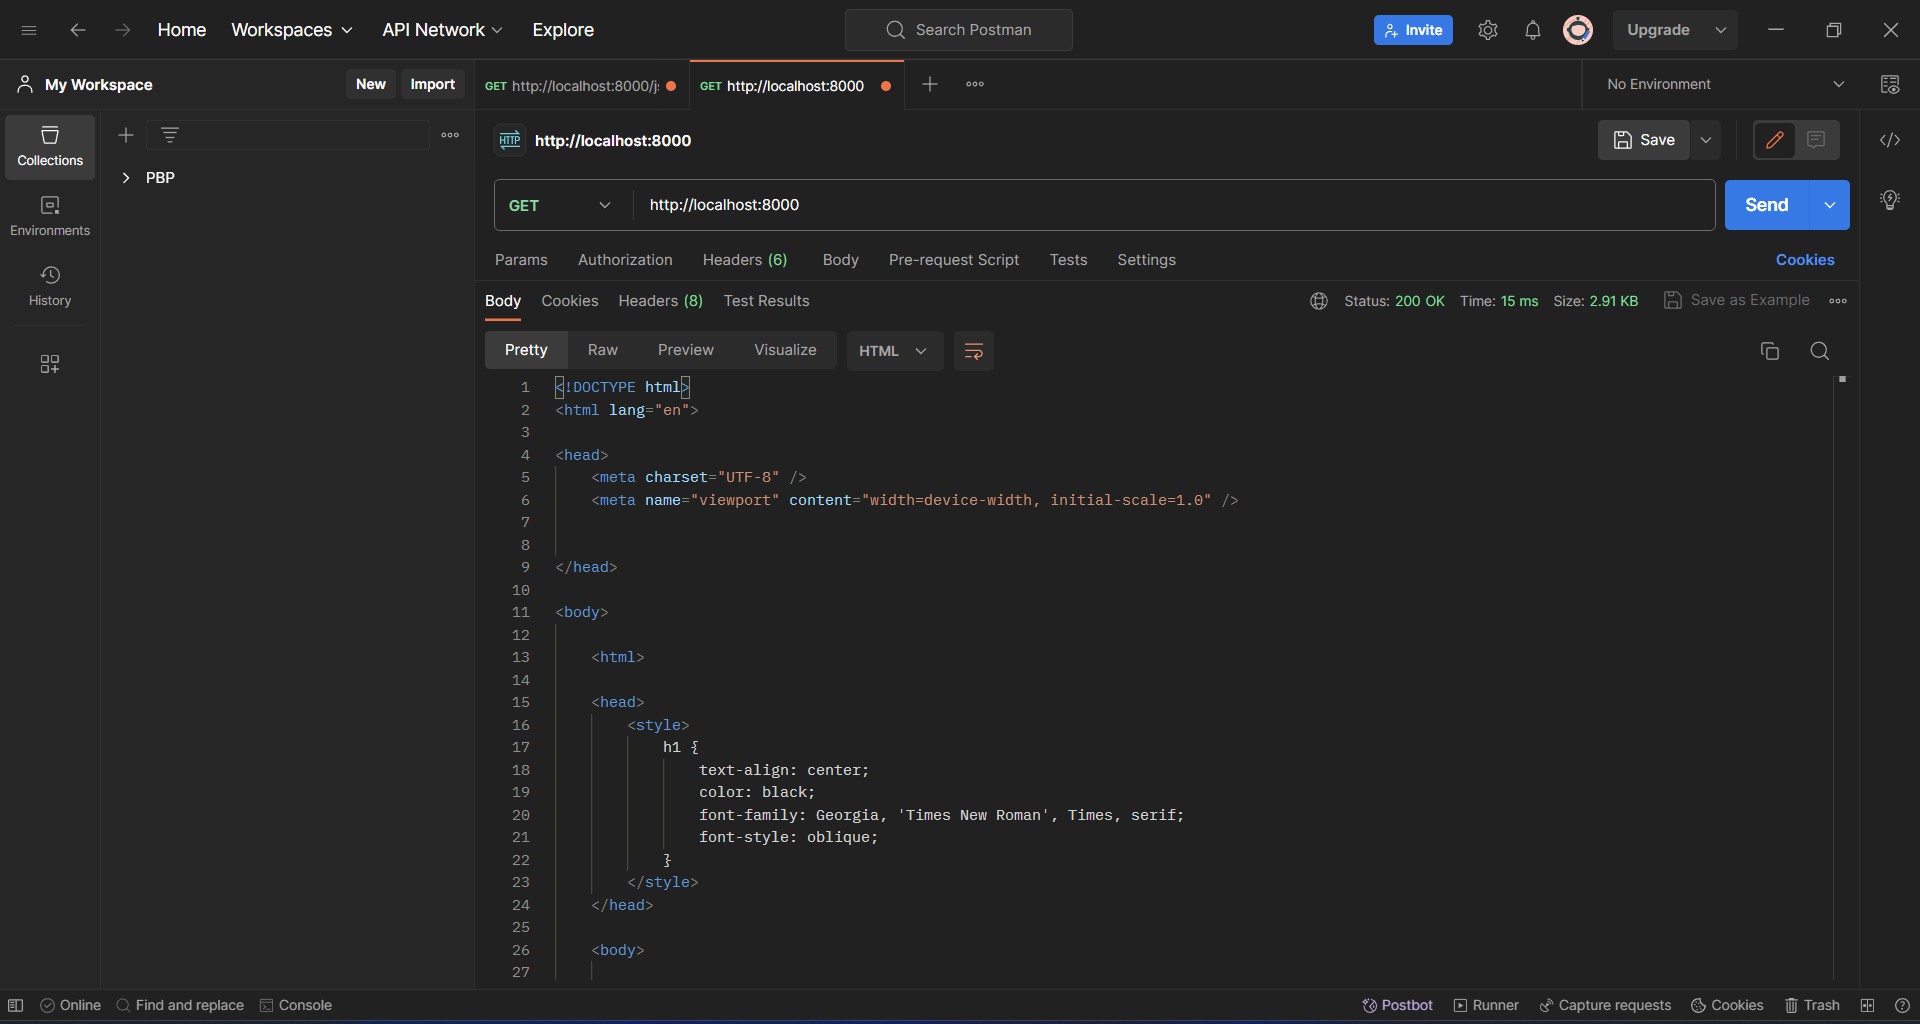 Home Workspaces API Network Explore Search Postman Invite Upgrade
My Workspace New Import GET http://localhost:8000/j GET http://localhost:8000 No Environment
Collections
Environments
History
PBP
HTTP http://localhost:8000 Save
GET http://localhost:8000 Send
Params Authorization Headers (6) Body Pre-request Script Tests Settings Cookies
Body Cookies Headers (8) Test Results Status: 200 OK Time: 15 ms Size: 2.91 KB Save as Example
Pretty Raw Preview Visualize HTML
1 <!DOCTYPE html>
2 <html lang="en">
3
4 <head>
5 <meta charset="UTF-8" />
6 <meta name="viewport" content="width=device-width, initial-scale=1.0" />
7
8
9 </head>
10
11 <body>
12
13 <html>
14
15 <head>
16 <style>
17 h1 {
18 text-align: center;
19 color: black;
20 font-family: Georgia, 'Times New Roman', Times, serif;
21 font-style: oblique;
22 }
23 </style>
24 </head>
25
26 <body>
27
Online Find and replace Console Postbot Runner Capture requests Cookies Trash